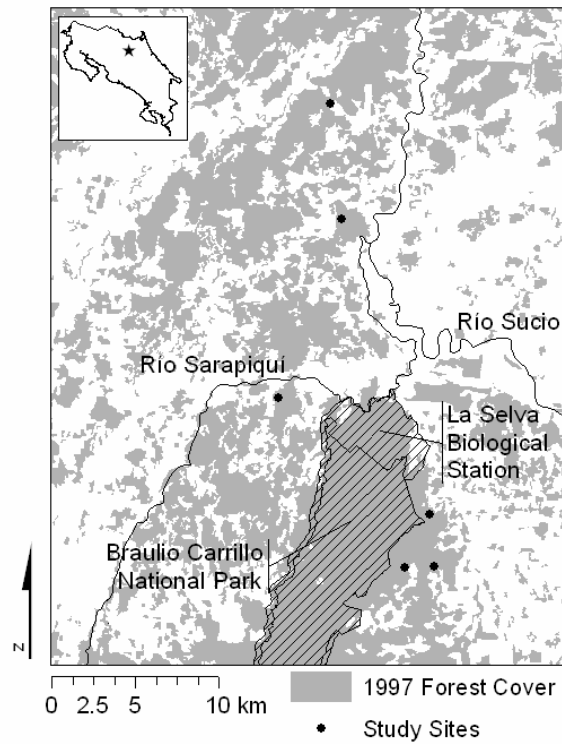 Río Sucio
Río Sarapiquí
La Selva
Biological
Station
Braulio Carrillo
National Park
N
0 2.5 5 10 km
1997 Forest Cover
Study Sites